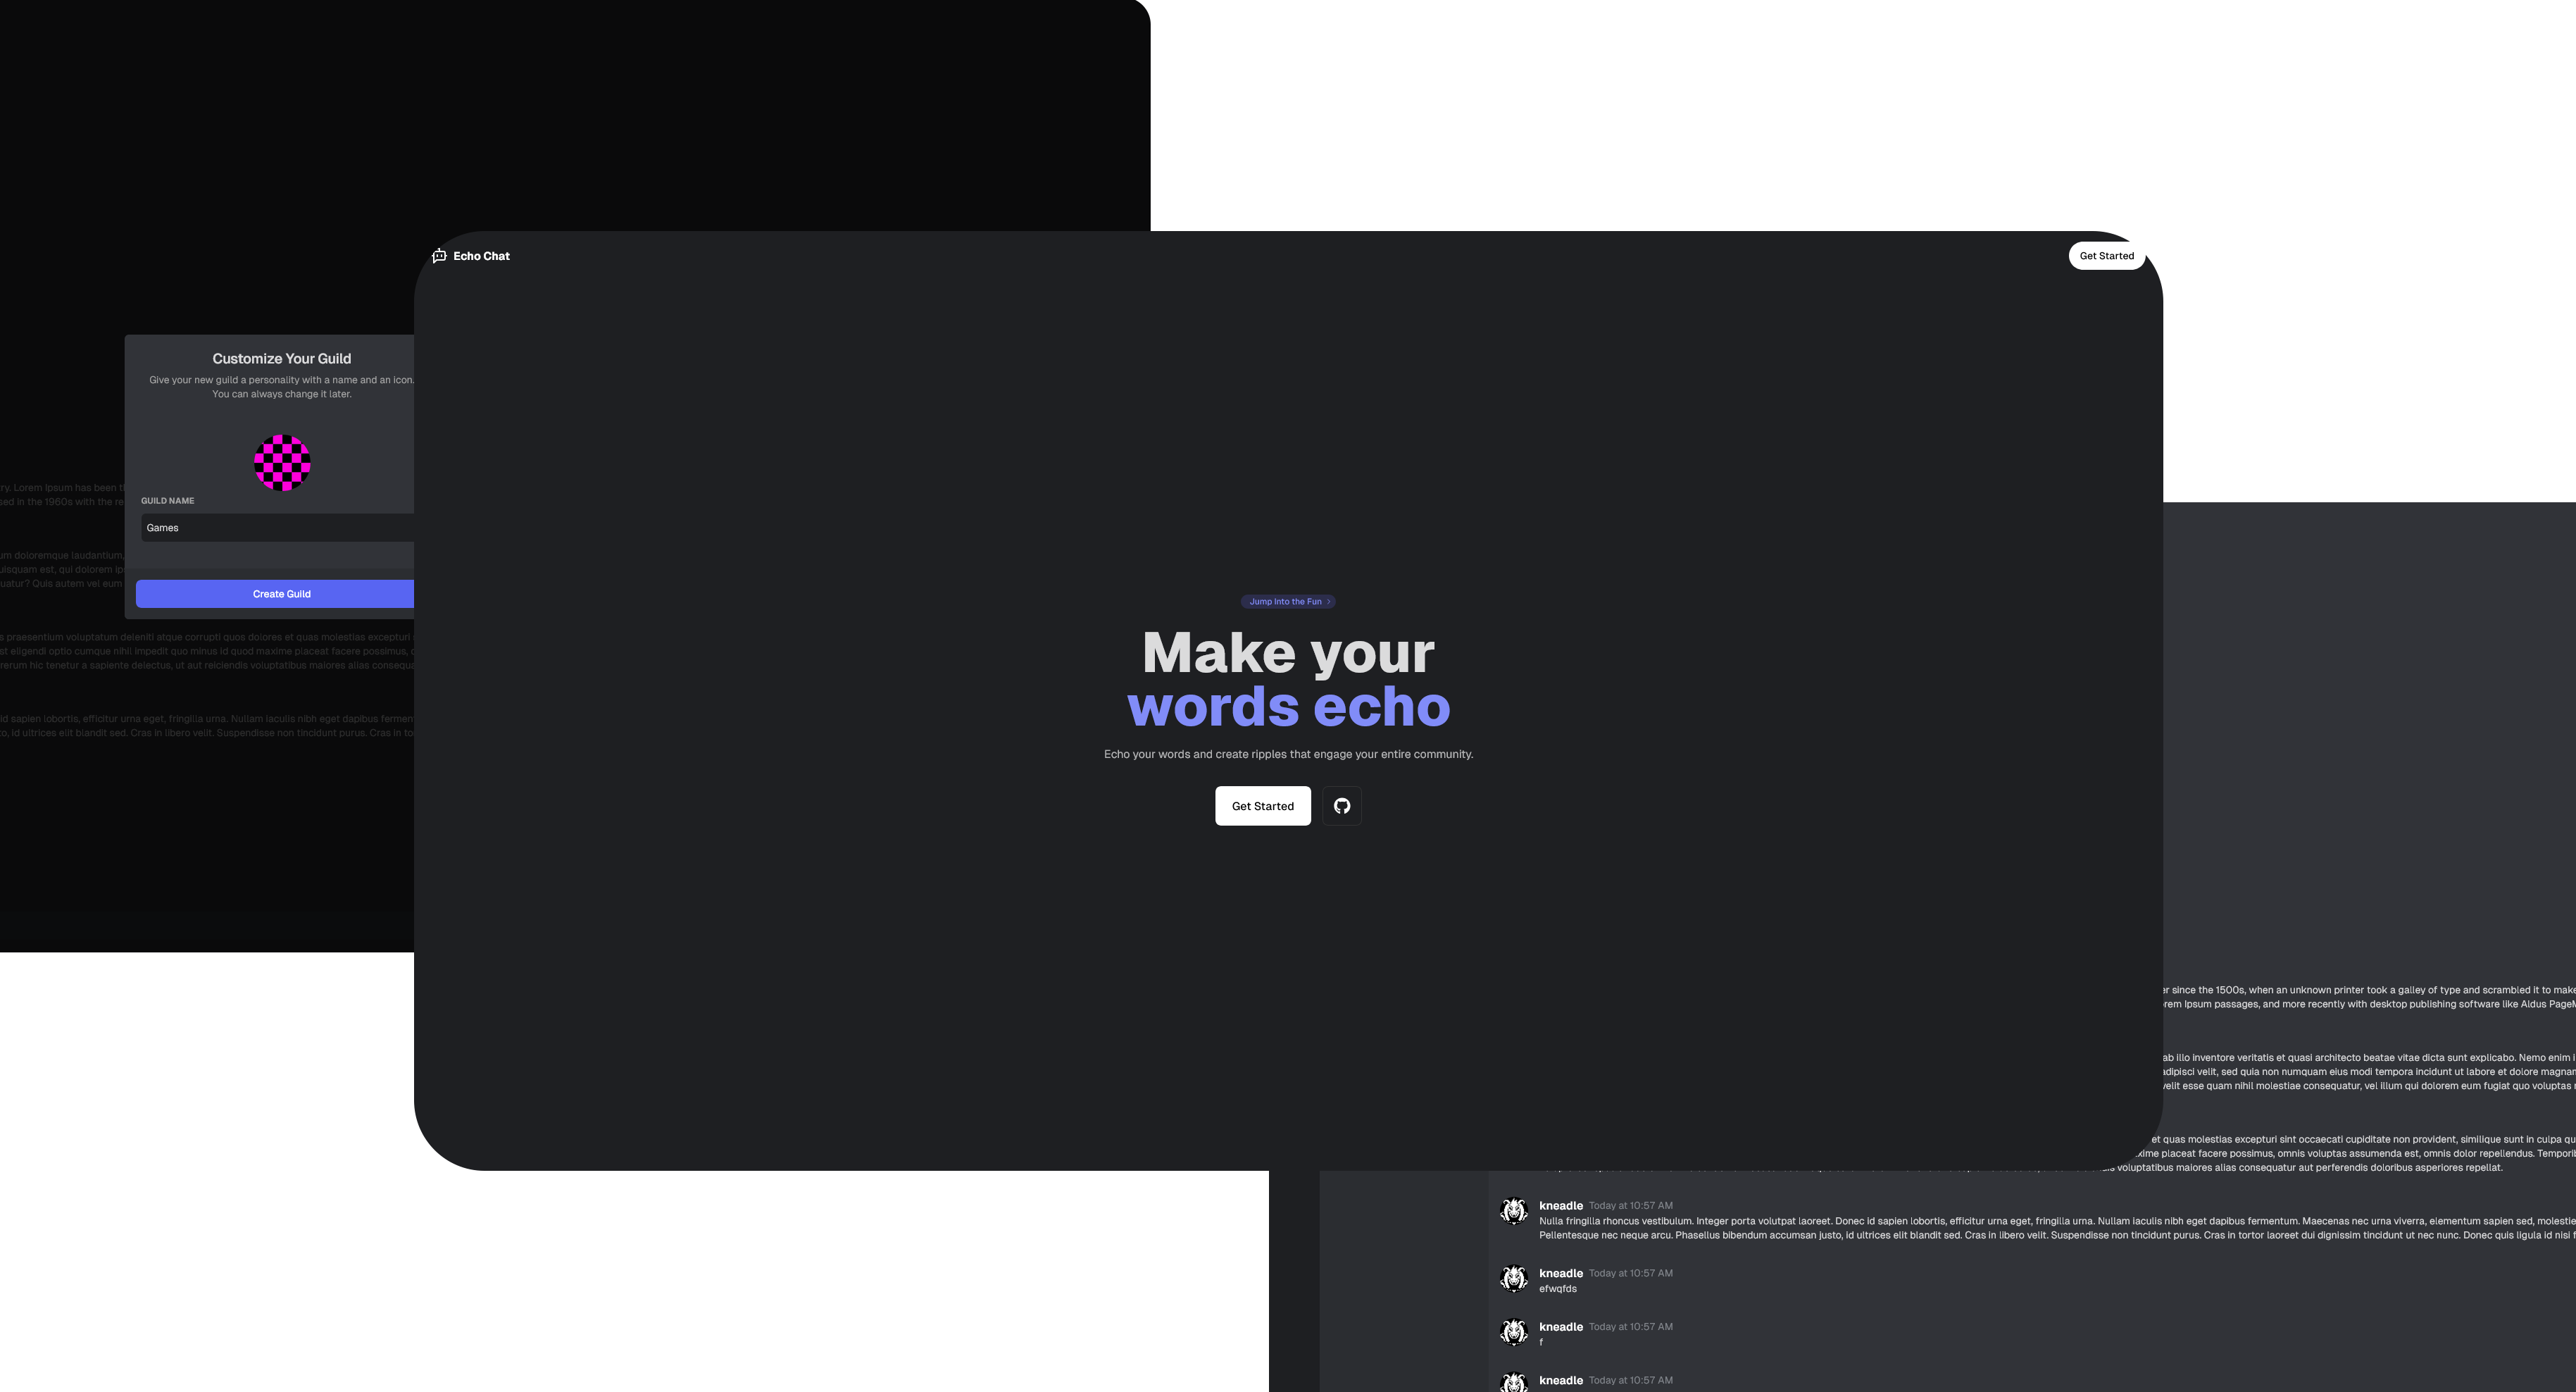 Echo Chat
Get Started
Customize Your Guild
Give your new guild a personality with a name and an icon.
You can always change it later.
GUILD NAME
Games
Create Guild
ry. Lorem Ipsum has been
sed in the 1960s with the
um doloremque laudantium,
uisquam est, qui dolorem
uatur? Quis autem vel eum
s praesentium voluptatum deleniti atque corrupti quos dolores et quas molestias excepturi
st eligendi optio cumque nihil impedit quo minus id quod maxime placeat facere possimus,
rerum hic tenetur a sapiente delectus, ut aut reiciendis voluptatibus maiores alias
id sapien lobortis, efficitur urna eget, fringilla urna. Nullam iaculis nibh eget dapibus
o, id ultrices elit blandit sed. Cras in libero velit. Suspendisse non tincidunt purus. Cras in
Jump Into the Fun
Make your
words echo
Echo your words and create ripples that engage your entire community.
Get Started
er since the 1500s, when an unknown printer took a galley of type and scrambled it to make
orem Ipsum passages, and more recently with desktop publishing software like Aldus
ab illo inventore veritatis et quasi architecto beatae vitae dicta sunt explicabo. Nemo enim
adipisci velit, sed quia non numquam eius modi tempora incidunt ut labore et dolore magnam
velit esse quam nihil molestiae consequatur, vel illum qui dolorem eum fugiat quo voluptas
et quas molestias excepturi sint occaecati cupiditate non provident, similique sunt in culpa
xime placeat facere possimus, omnis voluptas assumenda est, omnis dolor repellendus.
voluptatibus maiores alias consequatur aut perferendis doloribus asperiores repellat.
kneadle Today at 10:57 AM
Nulla fringilla rhoncus vestibulum. Integer porta volutpat laoreet. Donec id sapien lobortis, efficitur urna eget, fringilla urna. Nullam iaculis nibh eget dapibus fermentum. Maecenas nec urna viverra, elementum sapien sed,
Pellentesque nec neque arcu. Phasellus bibendum accumsan justo, id ultrices elit blandit sed. Cras in libero velit. Suspendisse non tincidunt purus. Cras in tortor laoreet dui dignissim tincidunt ut nec nunc. Donec quis ligula id nisi
kneadle Today at 10:57 AM
efwqfds
kneadle Today at 10:57 AM
f
kneadle Today at 10:57 AM